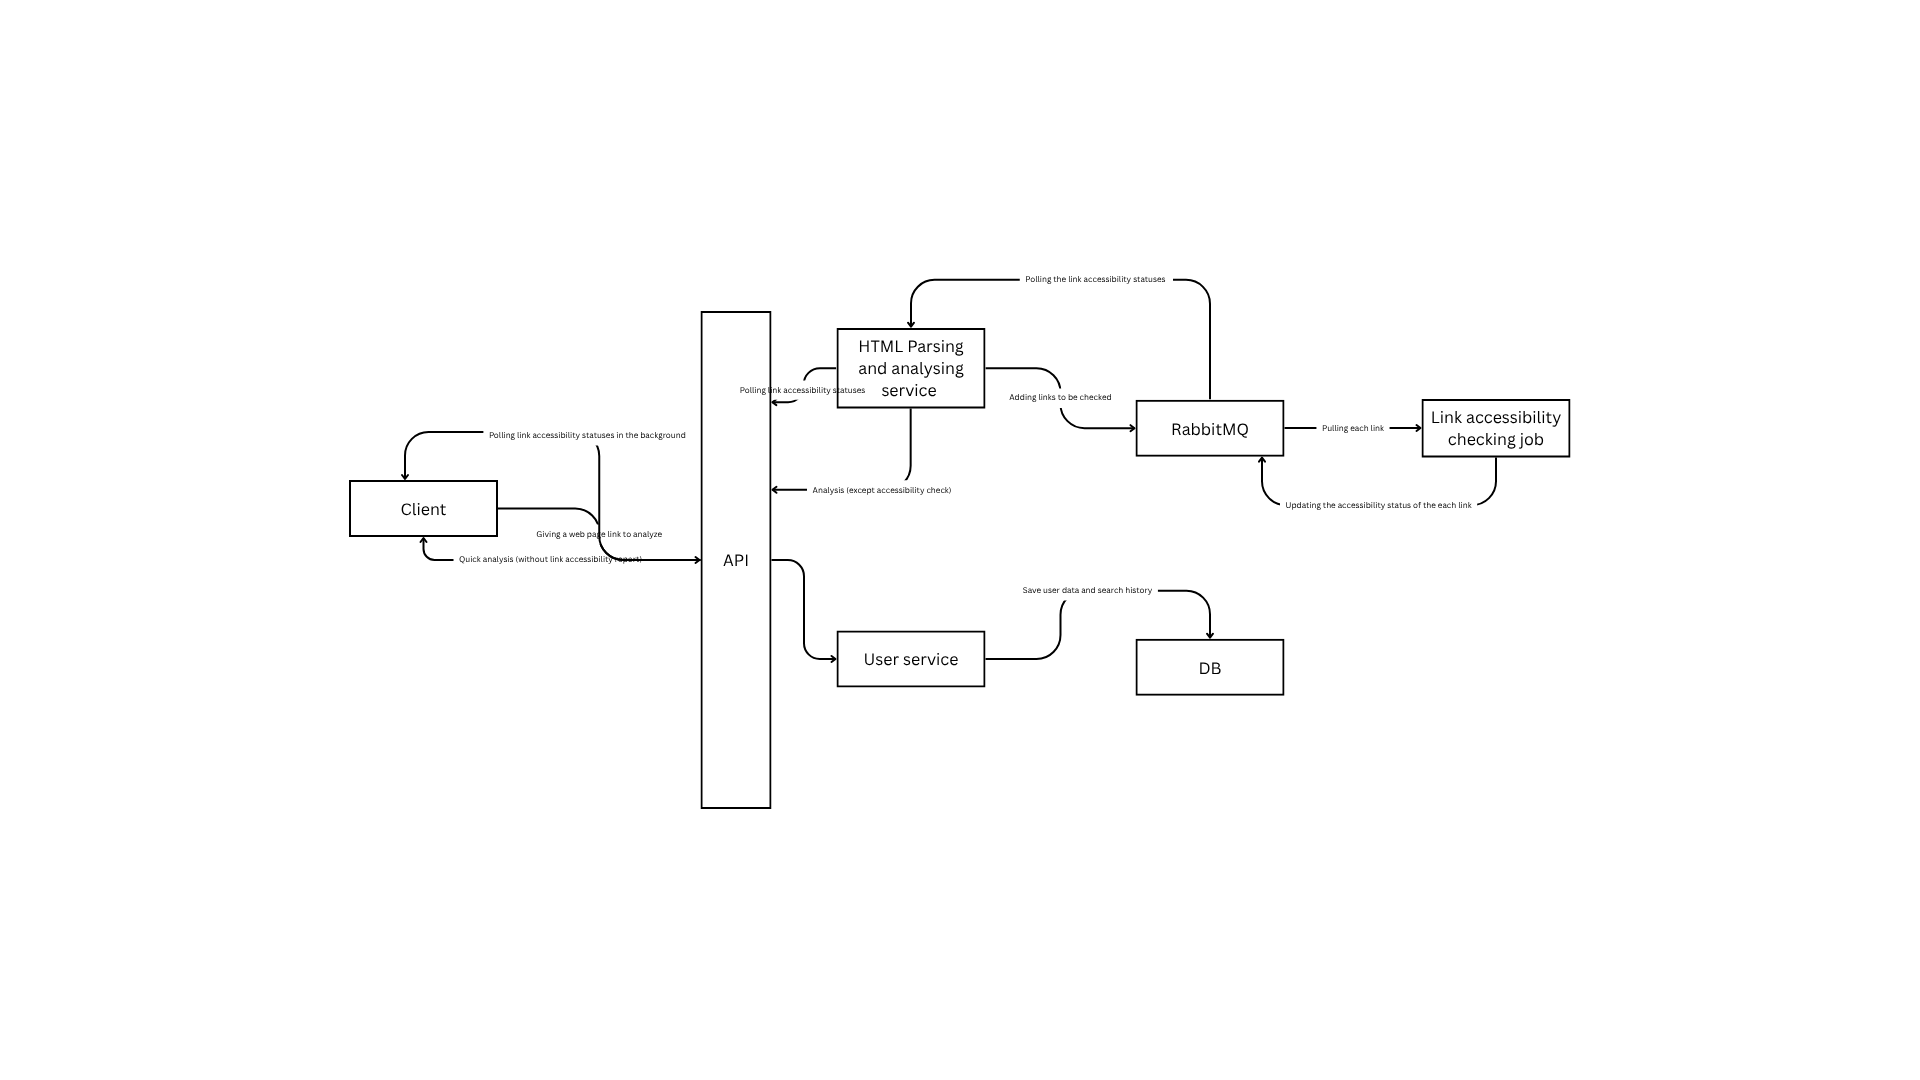 Polling the link accessibility statuses
HTML Parsing
and analysing
service
Polling link accessibility statuses
Adding links to be checked
RabbitMQ
Pulling each link
Link accessibility
checking job
Updating the accessibility status of the each link
Polling link accessibility statuses in the background
Client
Giving a web page link to analyze
Quick analysis (without link accessibility report)
Analysis (except accessibility check)
API
User service
Save user data and search history
DB